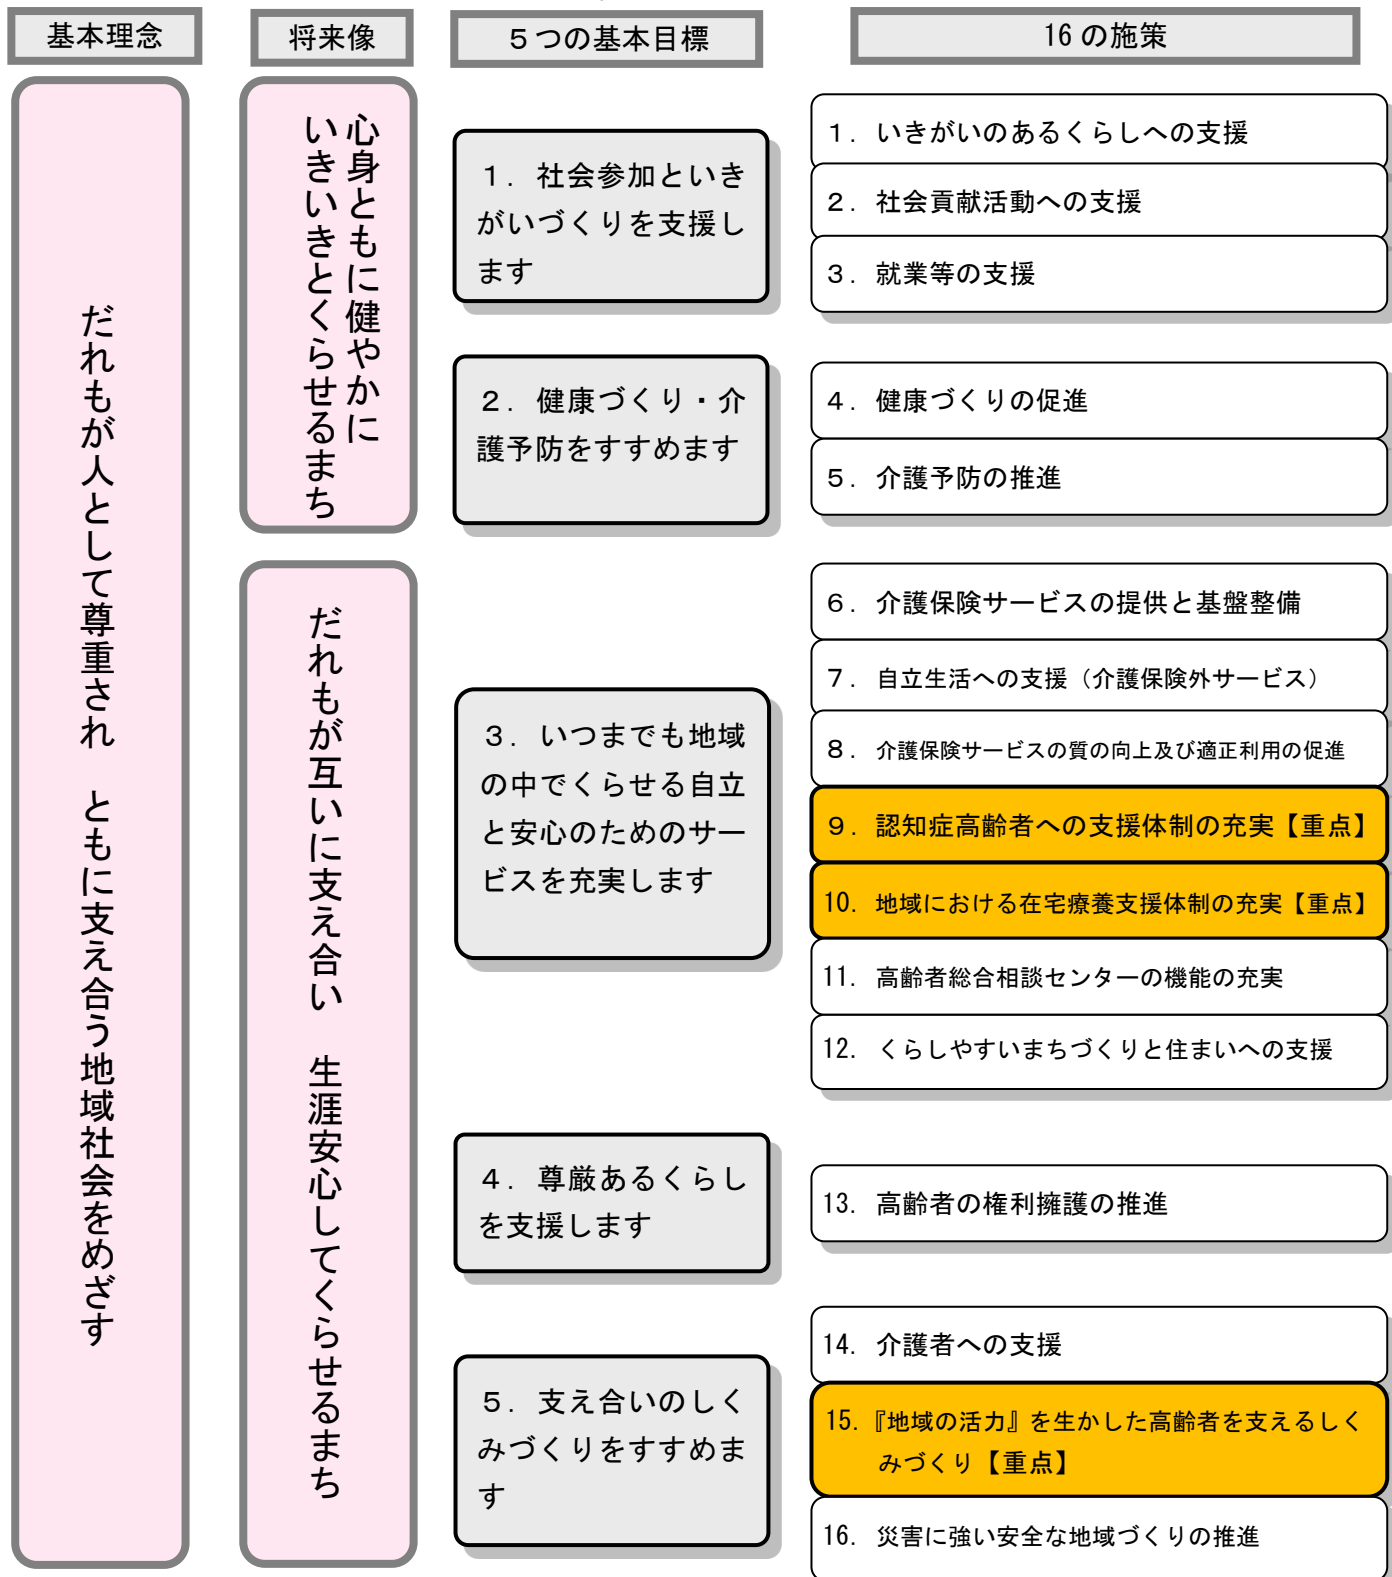 基本理念
将来像
５つの基本目標
16の施策
だれもが人として尊重され　ともに支え合う地域社会をめざす
心身ともに健やかに
いきいきとくらせるまち
だれもが互いに支え合い　生涯安心してくらせるまち
１．社会参加といき
がいづくりを支援し
ます
２．健康づくり・介
護予防をすすめます
３．いつまでも地域
の中でくらせる自立
と安心のためのサー
ビスを充実します
４．尊厳あるくらし
を支援します
５．支え合いのしく
みづくりをすすめま
す
１．いきがいのあるくらしへの支援
２．社会貢献活動への支援
３．就業等の支援
４．健康づくりの促進
５．介護予防の推進
６．介護保険サービスの提供と基盤整備
７．自立生活への支援（介護保険外サービス）
８．介護保険サービスの質の向上及び適正利用の促進
９．認知症高齢者への支援体制の充実【重点】
10．地域における在宅療養支援体制の充実【重点】
11．高齢者総合相談センターの機能の充実
12．くらしやすいまちづくりと住まいへの支援
13．高齢者の権利擁護の推進
14．介護者への支援
15．『地域の活力』を生かした高齢者を支えるしく
みづくり【重点】
16．災害に強い安全な地域づくりの推進